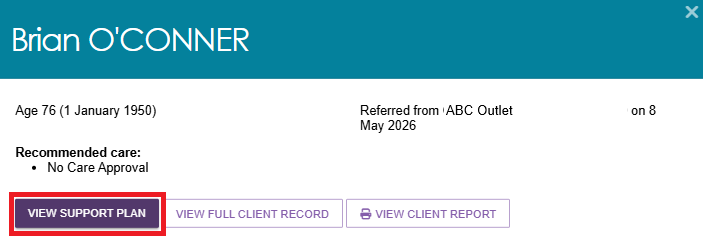 Brian O'CONNER
Age 76 (1 January 1950)
Referred from ABC Outlet on 8
May 2026
Recommended care:
• No Care Approval
VIEW SUPPORT PLAN
VIEW FULL CLIENT RECORD
VIEW CLIENT REPORT